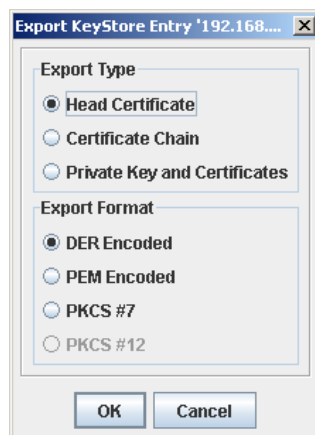 Export KeyStore Entry '192.168....
Export Type
Head Certificate
Certificate Chain
Private Key and Certificates
Export Format
DER Encoded
PEM Encoded
PKCS #7
PKCS #12
OK Cancel